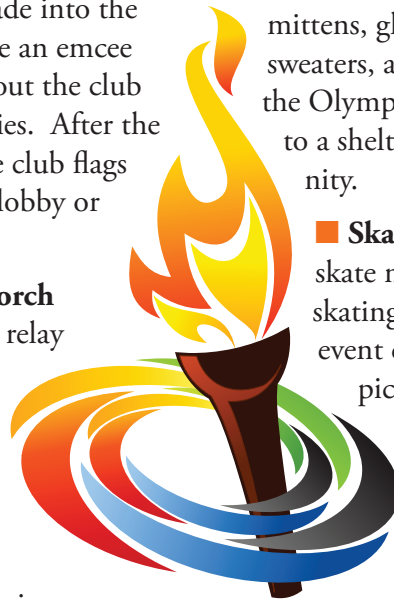 ade into the
e an emcee
out the club
ies. After the
e club flags
lobby or
orch
relay
mittens, gl
sweaters, a
the Olymp
to a shelt
nity.
■ Ska
skate n
skating
event
pic